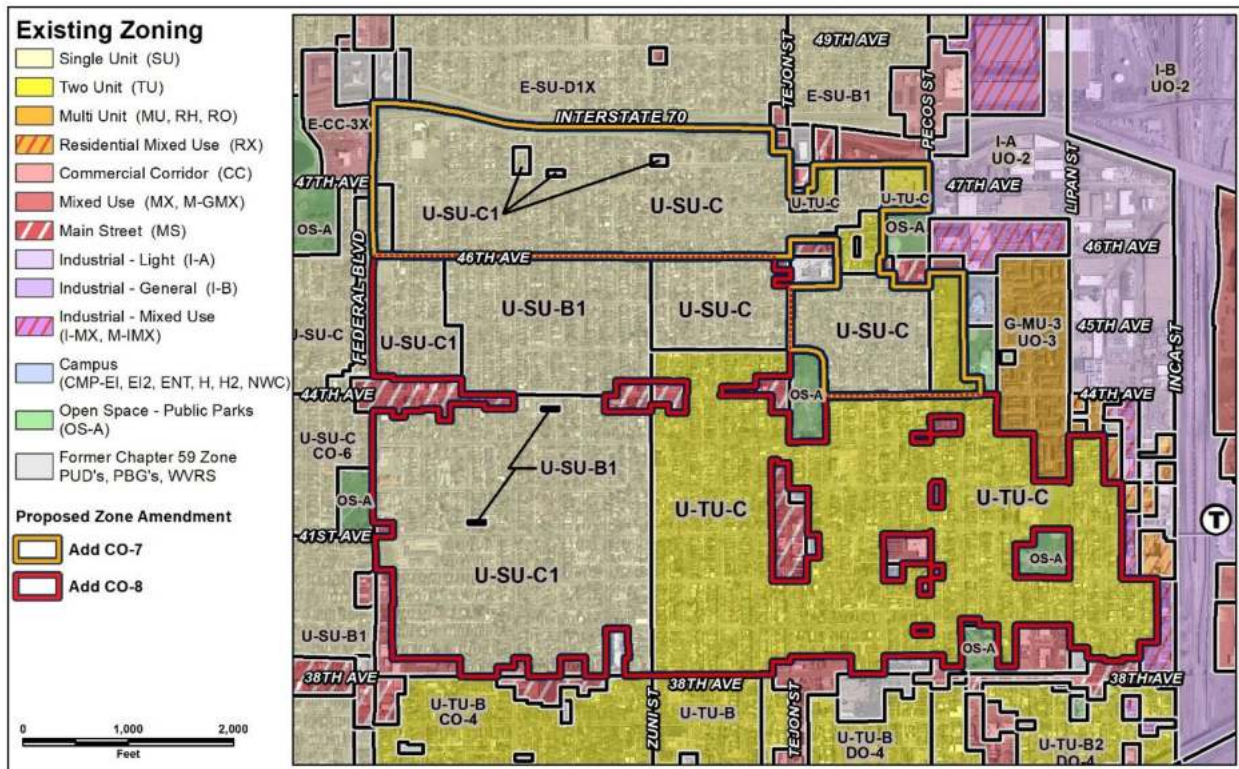 Existing Zoning
Single Unit (SU)
Two Unit (TU)
Multi Unit (MU, RH, RO)
Residential Mixed Use (RX)
Commercial Corridor (CC)
Mixed Use (MX, M-GMX)
Main Street (MS)
Industrial - Light (I-A)
Industrial - General (I-B)
Industrial - Mixed Use
(I-MX, M-IMX)
Campus
(CMP-EI, EI2, ENT, H, H2, NWC)
Open Space - Public Parks
(OS-A)
Former Chapter 59 Zone
PUD's, PBG's, WVRS
Proposed Zone Amendment
Add CO-7
Add CO-8
0 1,000 2,000
Feet
49TH AVE
TEJON ST
PECOS ST
I-B
UO-2
E-SU-D1X
E-SU-B1
INTERSTATE 70
E-CC-3X
I-A
UO-2
LIPAN ST
47TH AVE
47TH AVE
U-SU-C1
U-SU-C
U-TU-C
U-TU-C
OS-A
OS-A
FEDERAL BLVD
46TH AVE
46TH AVE
U-SU-B1
U-SU-C
U-SU-C
G-MU-3
UO-3
45TH AVE
INCA ST
U-SU-C
U-SU-C1
44TH AVE
OS-A
44TH AVE
U-SU-C
CO-6
U-SU-B1
OS-A
U-TU-C
U-TU-C
T
41ST AVE
OS-A
U-SU-C1
U-SU-B1
OS-A
38TH AVE
38TH AVE
38TH AVE
U-TU-B
CO-4
ZUNI ST
U-TU-B
TEJON ST
U-TU-B
DO-4
U-TU-B2
DO-4